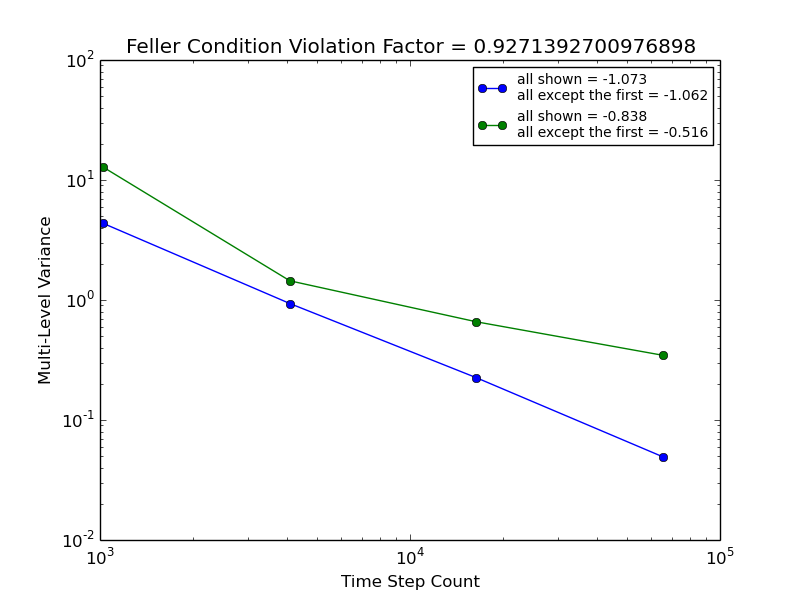 Feller Condition Violation Factor = 0.9271392700976898
all shown = -1.073
all except the first = -1.062
all shown = -0.838
all except the first = -0.516
Multi-Level Variance
10^2
10^1
10^0
10^-1
10^-2
10^3 10^4 10^5
Time Step Count